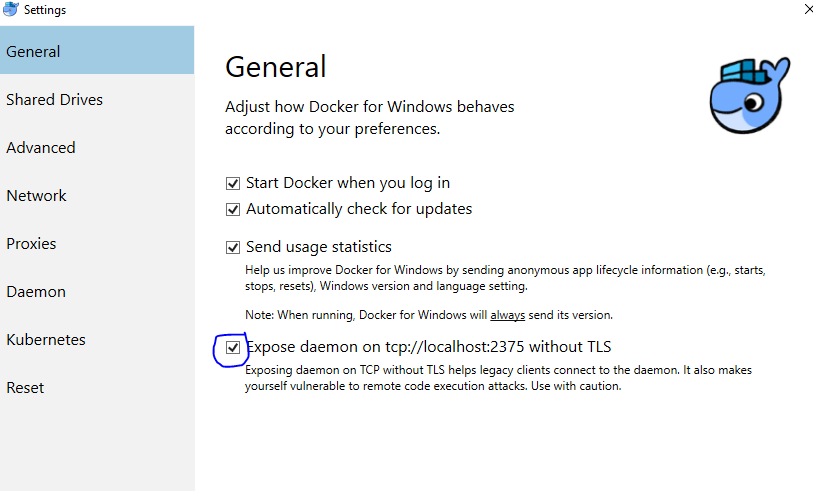 Settings
General
Shared Drives
Advanced
Network
Proxies
Daemon
Kubernetes
Reset
General
Adjust how Docker for Windows behaves
according to your preferences.
Start Docker when you log in
Automatically check for updates
Send usage statistics
Help us improve Docker for Windows by sending anonymous app lifecycle information (e.g., starts,
stops, resets), Windows version and language setting.
Note: When running, Docker for Windows will always send its version.
Expose daemon on tcp://localhost:2375 without TLS
Exposing daemon on TCP without TLS helps legacy clients connect to the daemon. It also makes
yourself vulnerable to remote code execution attacks. Use with caution.